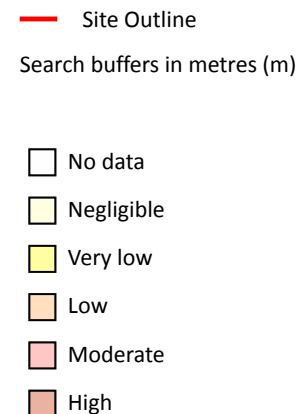 Site Outline
Search buffers in metres (m)
No data
Negligible
Very low
Low
Moderate
High